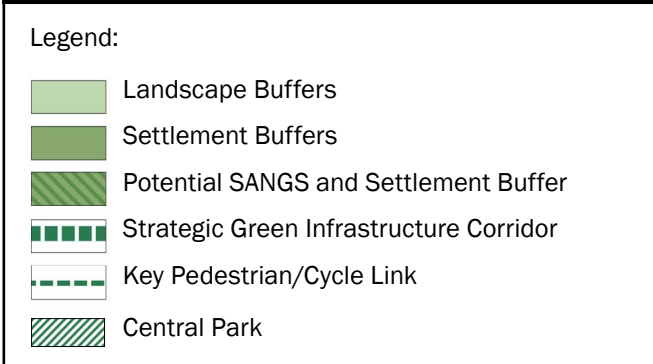 Legend:
Landscape Buffers
Settlement Buffers
Potential SANGS and Settlement Buffer
Strategic Green Infrastructure Corridor
Key Pedestrian/Cycle Link
Central Park